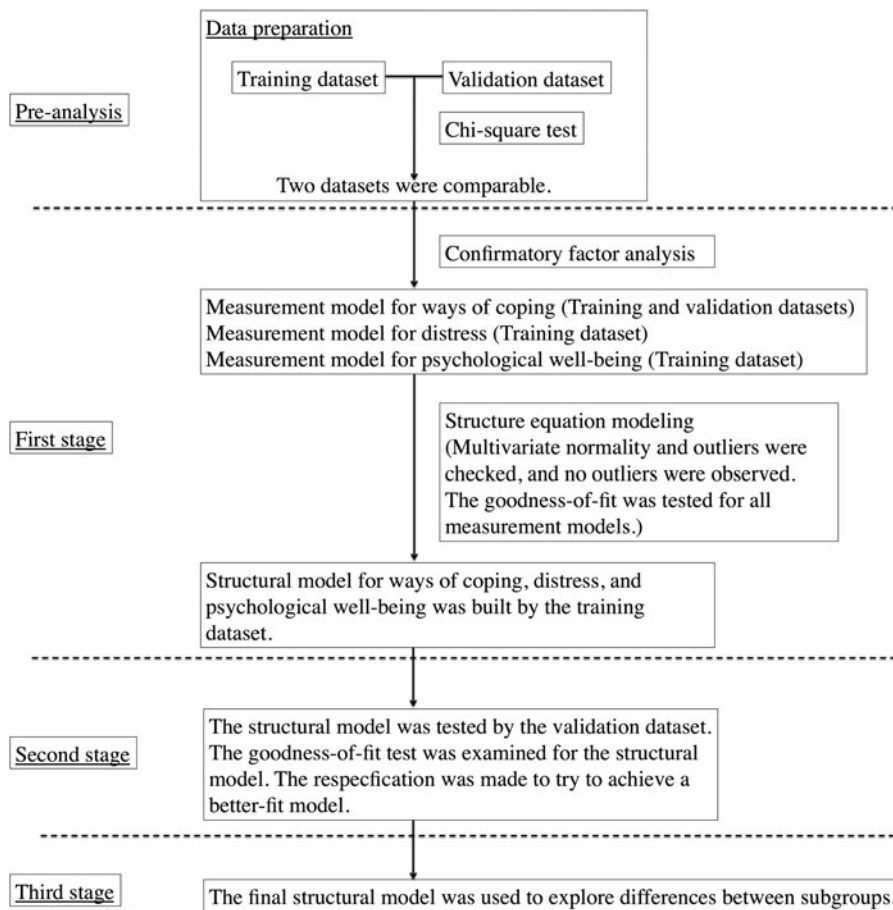 Data preparation
Training dataset
Validation dataset
Pre-analysis
Chi-square test
Two datasets were comparable.
Confirmatory factor analysis
Measurement model for ways of coping (Training and validation datasets)
Measurement model for distress (Training dataset)
Measurement model for psychological well-being (Training dataset)
First stage
Structure equation modeling
(Multivariate normality and outliers were
checked, and no outliers were observed.
The goodness-of-fit was tested for all
measurement models.)
Structural model for ways of coping, distress, and
psychological well-being was built by the training
dataset.
Second stage
The structural model was tested by the validation dataset.
The goodness-of-fit test was examined for the structural
model. The respecfication was made to try to achieve a
better-fit model.
Third stage
The final structural model was used to explore differences between subgroups.